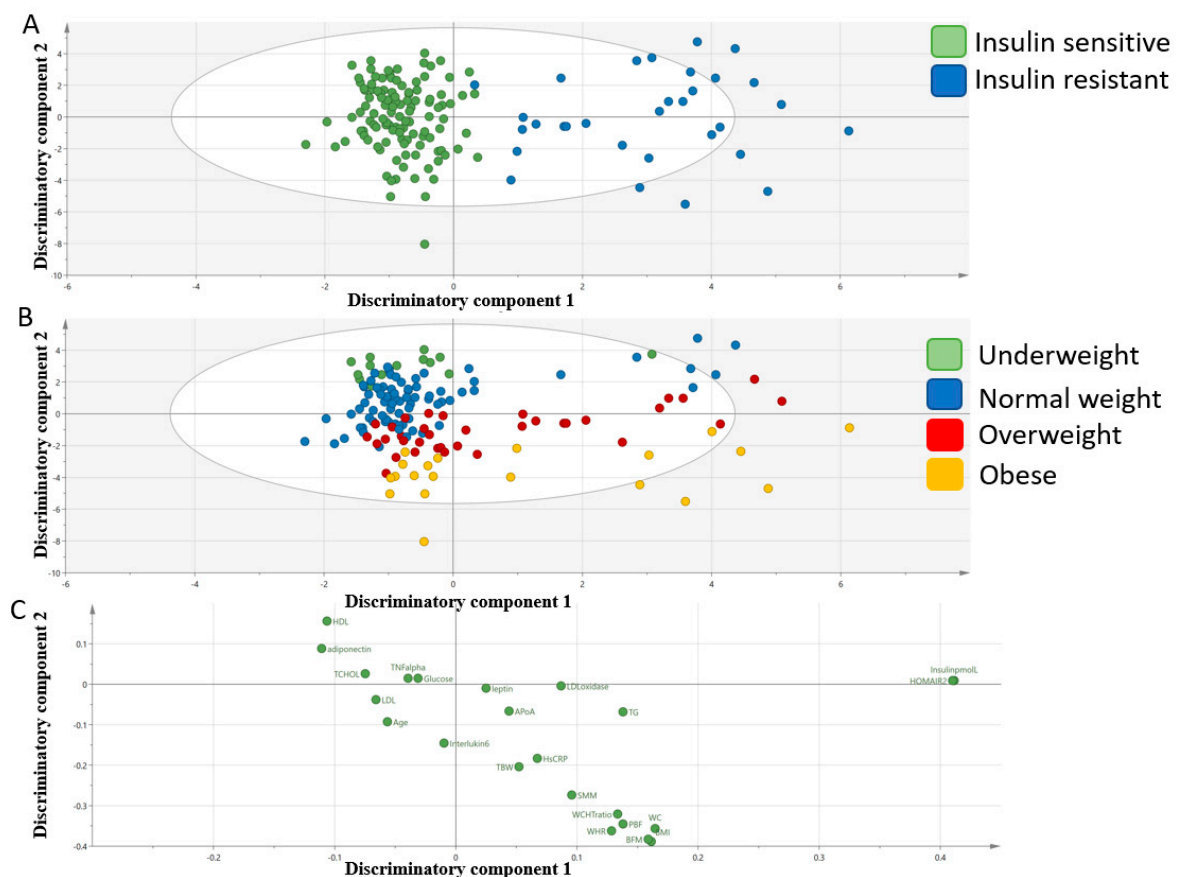 A
Discriminatory component 2
4
2
0
-2
-4
-6
-8
-10
-6
-4
-2
0
2
4
6
Discriminatory component 1
Insulin sensitive
Insulin resistant
B
Discriminatory component 2
4
2
0
-2
-4
-6
-8
-10
-6
-4
-2
0
2
4
6
Discriminatory component 1
Underweight
Normal weight
Overweight
Obese
C
Discriminatory component 2
0.1
0
-0.1
-0.2
-0.3
-0.4
HDL
adiponectin
TCHOL
TNFalpha
Glucose
LDL
Age
leptin
LDLoxidase
APoA
TG
InsulinpmolL
HOMAIR2
Interlukin6
HsCRP
TBW
SMM
WCHTratio
WC
PBF
WHR
BMI
BFM
-0.2
-0.1
0
0.1
0.2
0.3
0.4
Discriminatory component 1